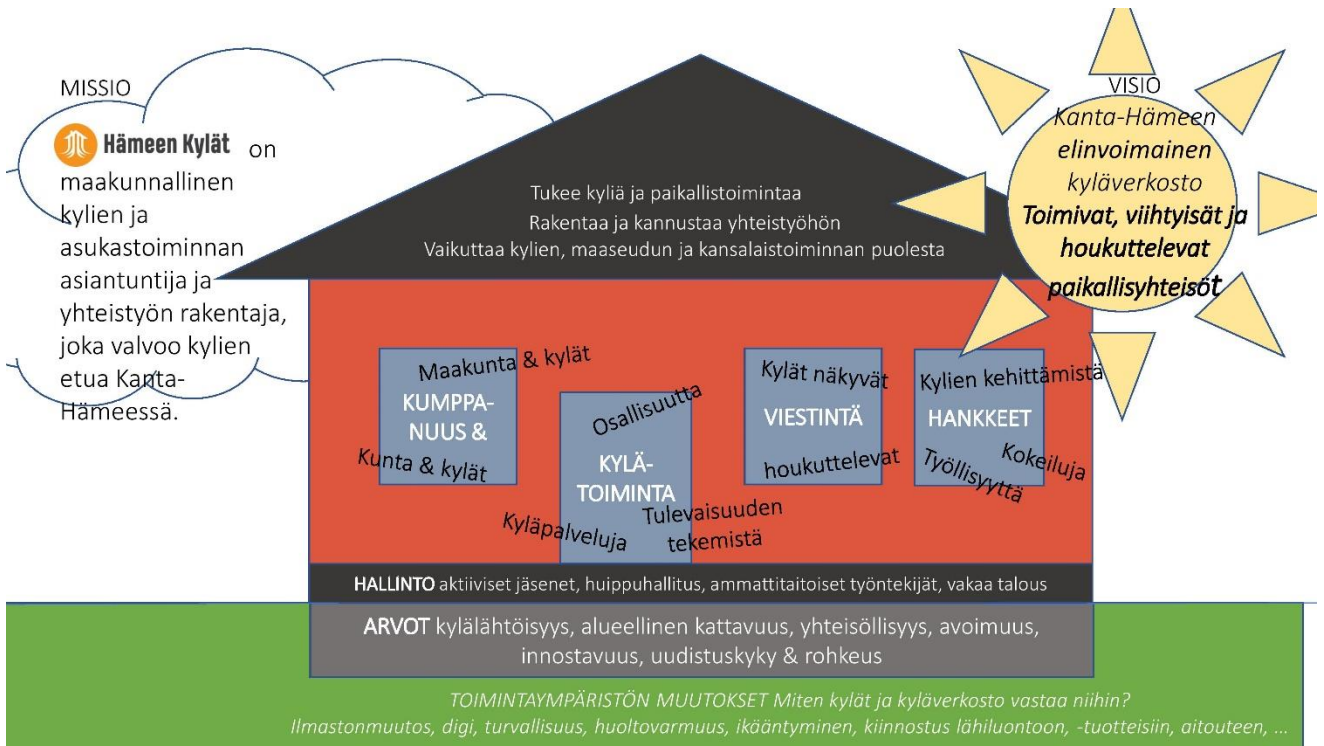 MISSIO
Hämeen Kylät on
maakunnallinen
kylien ja
asukastoiminnan
asiantuntija ja
yhteistyön rakentaja,
joka valvoo kylien
etua Kanta-
Hämeessä.
Tukee kyliä ja paikallistoimintaa
Rakentaa ja kannustaa yhteistyöhön
Vaikuttaa kylien, maaseudun ja kansalaistoiminnan puolesta
VISIO
Kanta-Hämeen
elinvoimainen
kyläverkosto
Toimivat, viihtyisät ja
houkuttelevat
paikallisyhteisöt
Maakunta & kylät
KUMPPA-
NUUS &
Kunta & kylät
Osallisuutta
KYLÄ-
TOIMINTA
Kyläpalveluja
Tulevaisuuden
tekemistä
Kylät näkyvät
VIESTINTÄ
houkuttelevat
Kylien kehittämistä
HANKKEET
Kokeiluja
Työllisyyttä
HALLINTO aktiiviset jäsenet, huippuhallitus, ammattitaitoiset työntekijät, vakaa talous
ARVOT kylälähtöisyys, alueellinen kattavuus, yhteisöllisyys, avoimuus,
innostavuus, uudistuskyky & rohkeus
TOIMINTAYMPÄRISTÖN MUUTOKSET Miten kylät ja kyläverkosto vastaa niihin?
Ilmastonmuutos, digi, turvallisuus, huoltovarmuus, ikääntyminen, kiinnostus lähiluontoon, -tuotteisiin, aitouteen, ...